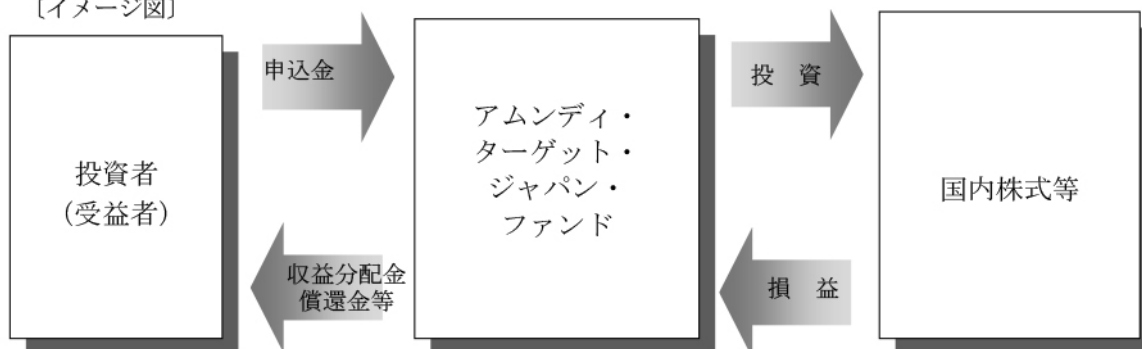 〔イメージ図〕
投資者
（受益者）
申込金
収益分配金
償還金等
アムンディ・
ターゲット・
ジャパン・
ファンド
投　資
損　益
国内株式等